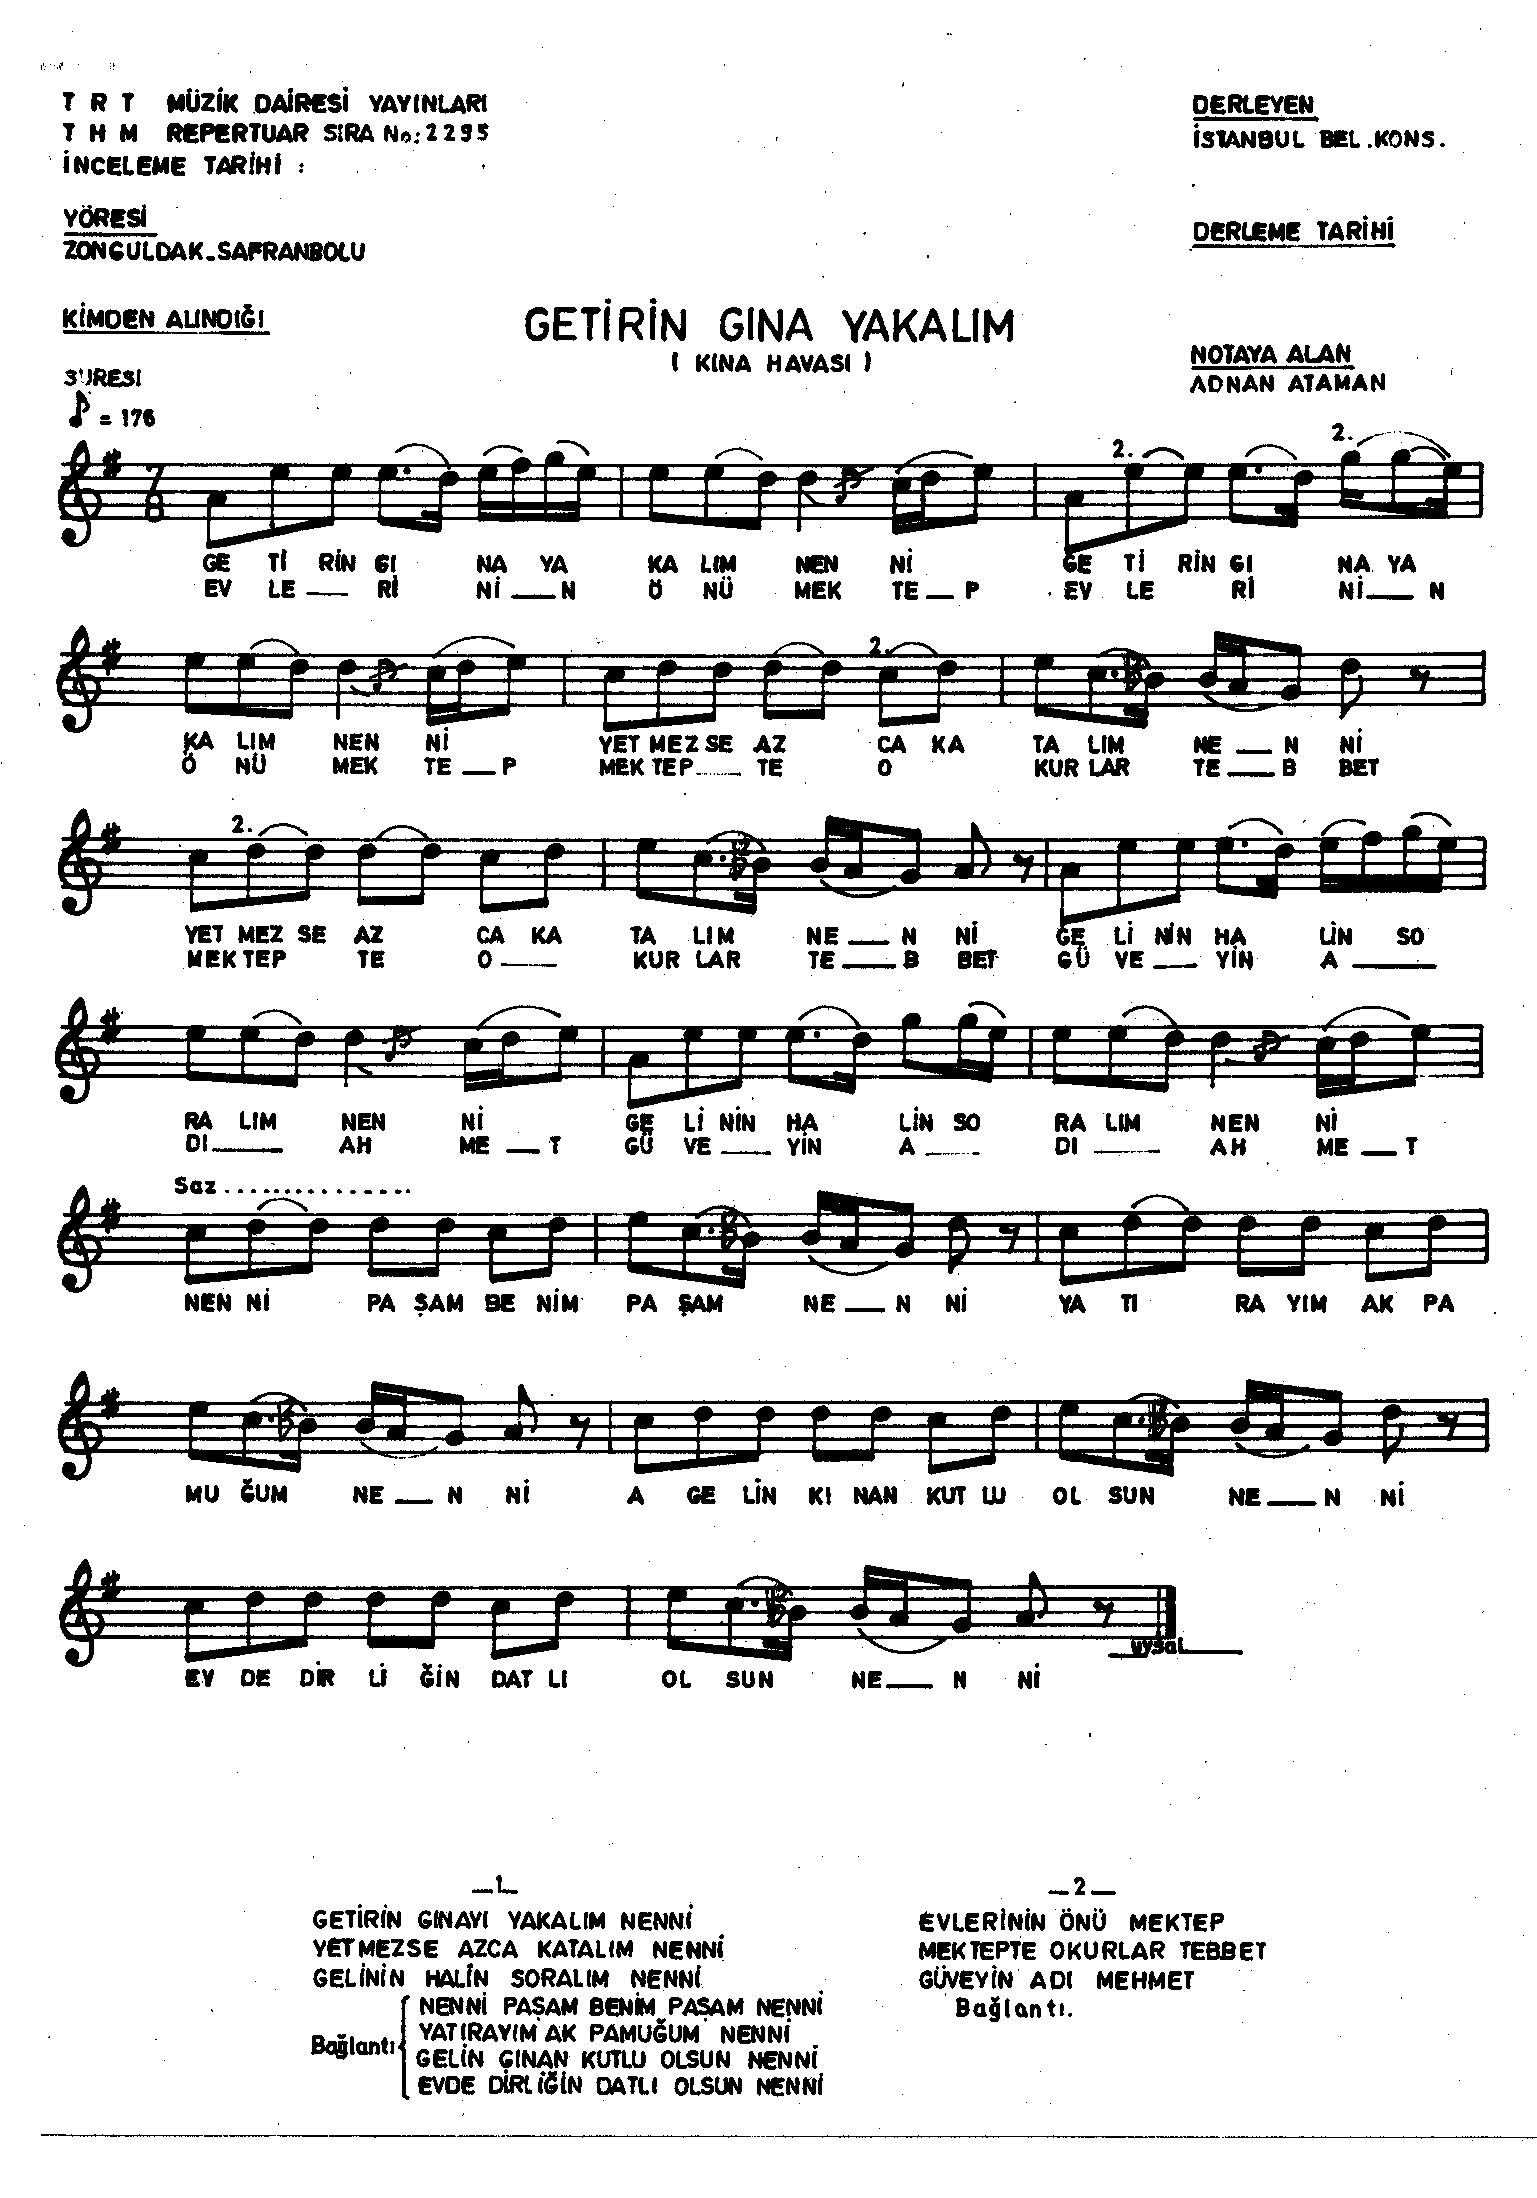 T R T MÜZİK DAİRESİ YAYINLARI
T H M REPERTUAR SIRA No: 2295
İNCELEME TARİHİ :
DERLEYEN
İSTANBUL BEL.KONS.
YÖRESİ
ZONGULDAK-SAFRANBOLU
DERLEME TARİHİ
KİMDEN ALINDIĞI
GETİRİN GINA YAKALIM
( KINA HAVASI )
NOTAYA ALAN
ADNAN ATAMAN
SÜRESİ
♪ = 176
2. 2.
7
8
GE Tİ RİN GI NA YA KA LIM NEN Nİ GE Tİ RİN GI NA YA
EV LE — Rİ Nİ — N Ö NÜ MEK TE — P EV LE Rİ Nİ — N
2.
KA LIM NEN Nİ YET MEZ SE AZ CA KA TA LIM NE — N Nİ
Ö NÜ MEK TE — P MEK TEP — TE O KUR LAR TE — B BET
2.
YET MEZ SE AZ CA KA TA LIM NE — N Nİ GE Lİ NİN HA LİN SO
MEK TEP TE O — KUR LAR TE — B BET GÜ VE — YİN A —
RA LIM NEN Nİ GE Lİ NİN HA LİN SO RA LIM NEN Nİ
DI — AH ME — T GÜ VE — YİN A — DI — AH ME — T
Saz ...............
NEN Nİ PA ŞAM BE NİM PA ŞAM NE — N Nİ YA TI RA YIM AK PA
MU ĞUM NE — N Nİ A GE LİN KI NAN KUT LU OL SUN NE — N Nİ
uysal
EV DE DİR Lİ ĞİN DAT LI OL SUN NE — N Nİ
—1—
GETİRİN GINAYI YAKALIM NENNİ
YETMEZSE AZCA KATALIM NENNİ
GELİNİN HALİN SORALIM NENNİ
Bağlantı
NENNİ PAŞAM BENİM PAŞAM NENNİ
YATIRAYIM AK PAMUĞUM NENNİ
GELİN GINAN KUTLU OLSUN NENNİ
EVDE DİRLİĞİN DATLI OLSUN NENNİ
—2—
EVLERİNİN ÖNÜ MEKTEP
MEKTEPTE OKURLAR TEBBET
GÜVEYİN ADI MEHMET
Bağlantı.